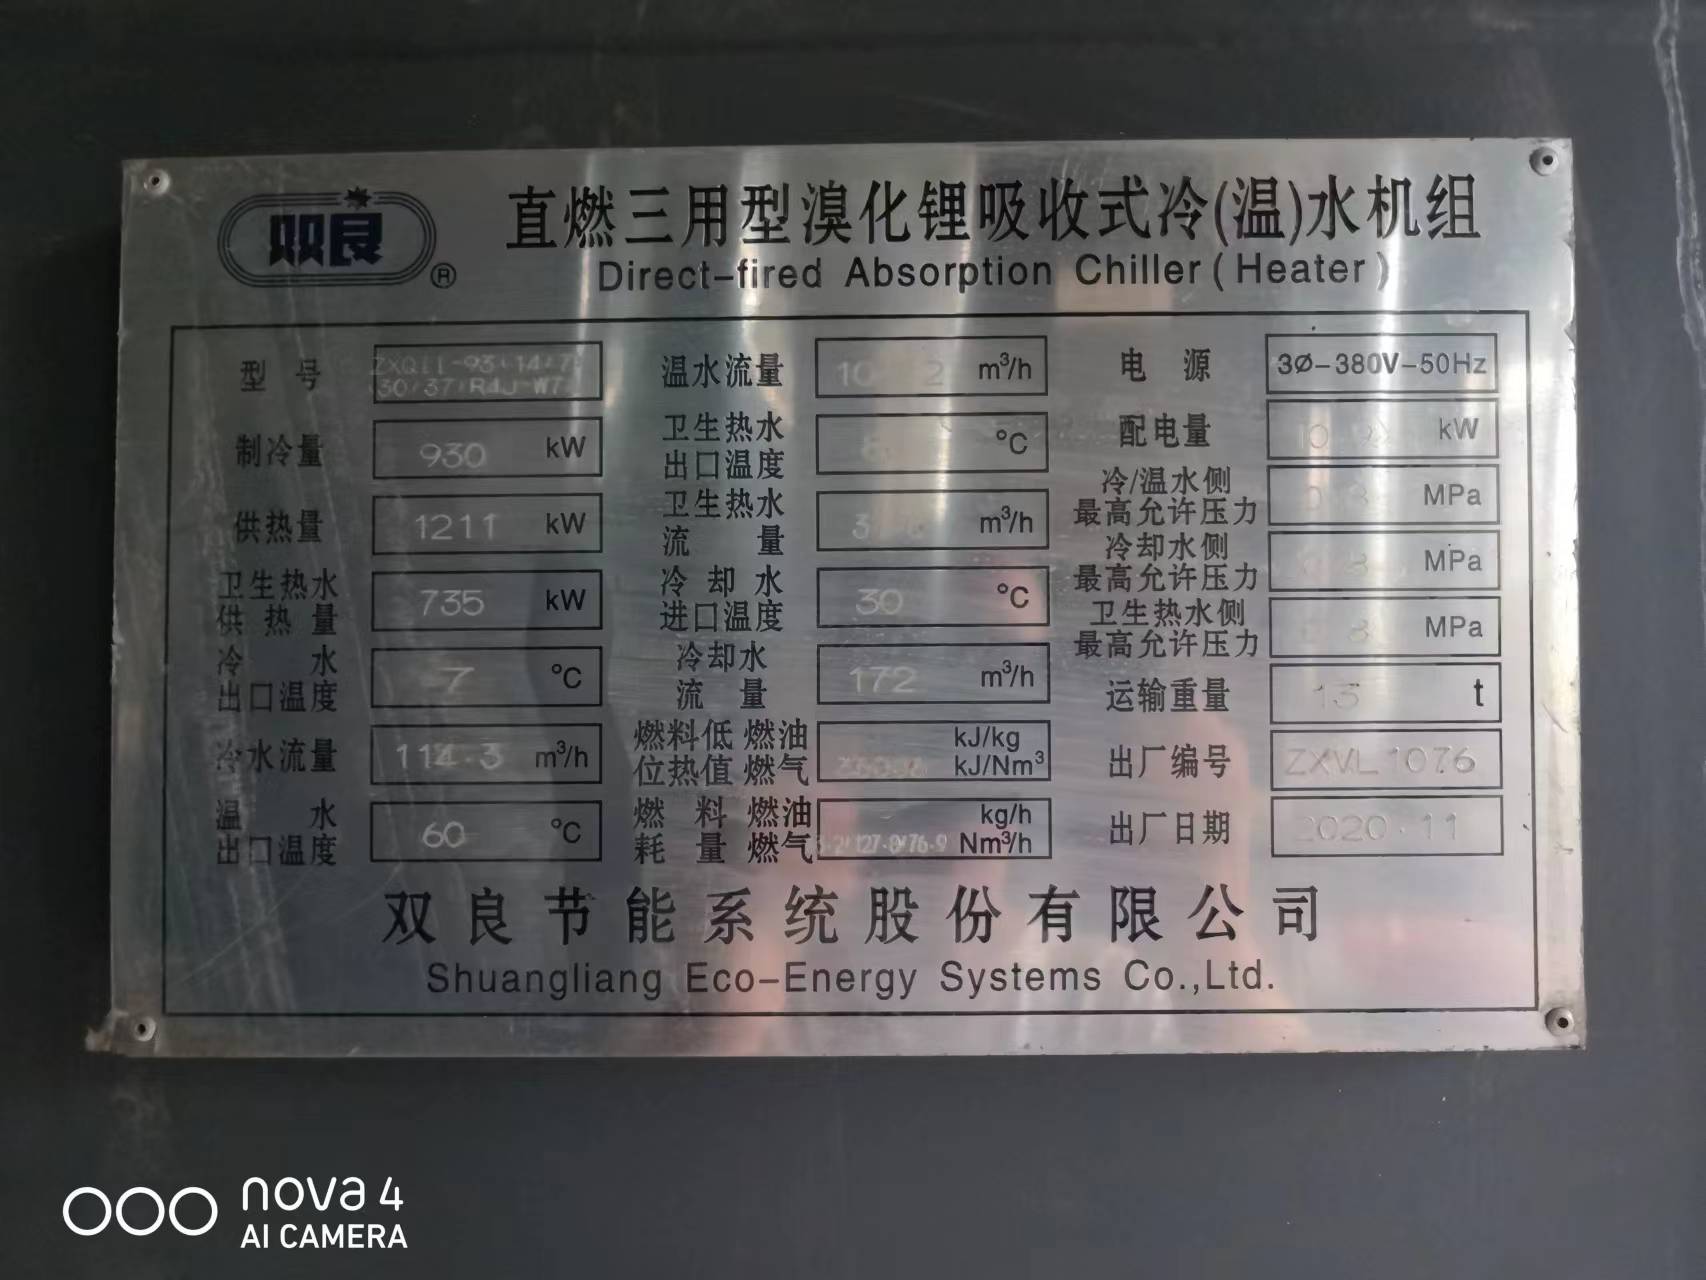 双良®
直燃三用型溴化锂吸收式冷(温)水机组
Direct-fired Absorption Chiller(Heater)
型 号
制冷量 930 kW
供热量 1211 kW
卫生热水供热量 735 kW
冷水出口温度 7 ℃
冷水流量 114.3 m³/h
温水出口温度 60 ℃
温水流量 m³/h
卫生热水出口温度 ℃
卫生热水流量 m³/h
冷却水进口温度 30 ℃
冷却水流量 172 m³/h
燃料低位热值 燃油 kJ/kg
燃气 kJ/Nm³
燃料耗量 燃油 kg/h
燃气 Nm³/h
电 源 3Ø-380V-50Hz
配电量 kW
冷/温水侧最高允许压力 MPa
冷却水侧最高允许压力 MPa
卫生热水侧最高允许压力 MPa
运输重量 13 t
出厂编号 ZXVL1076
出厂日期 2020.11
双良节能系统股份有限公司
Shuangliang Eco-Energy Systems Co.,Ltd.
nova 4
AI CAMERA